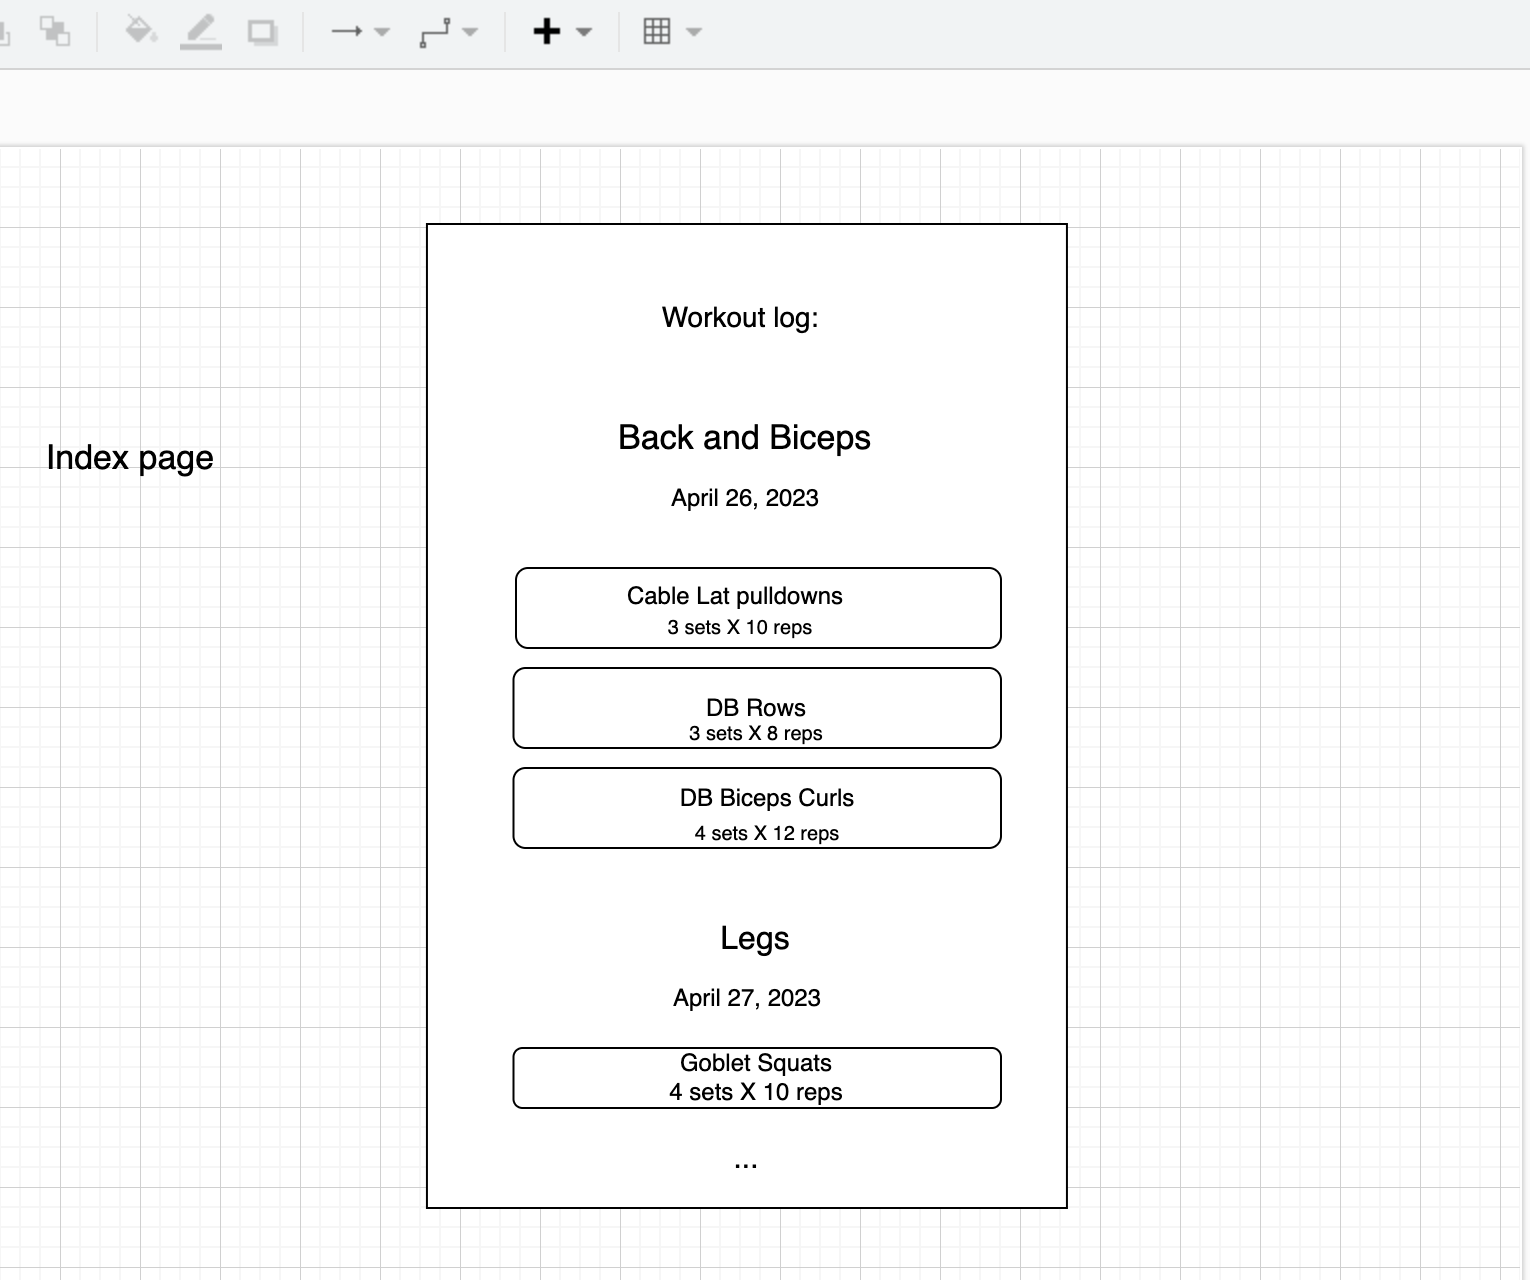 Index page
Workout log:
Back and Biceps
April 26, 2023
Cable Lat pulldowns
3 sets X 10 reps
DB Rows
3 sets X 8 reps
DB Biceps Curls
4 sets X 12 reps
Legs
April 27, 2023
Goblet Squats
4 sets X 10 reps
...